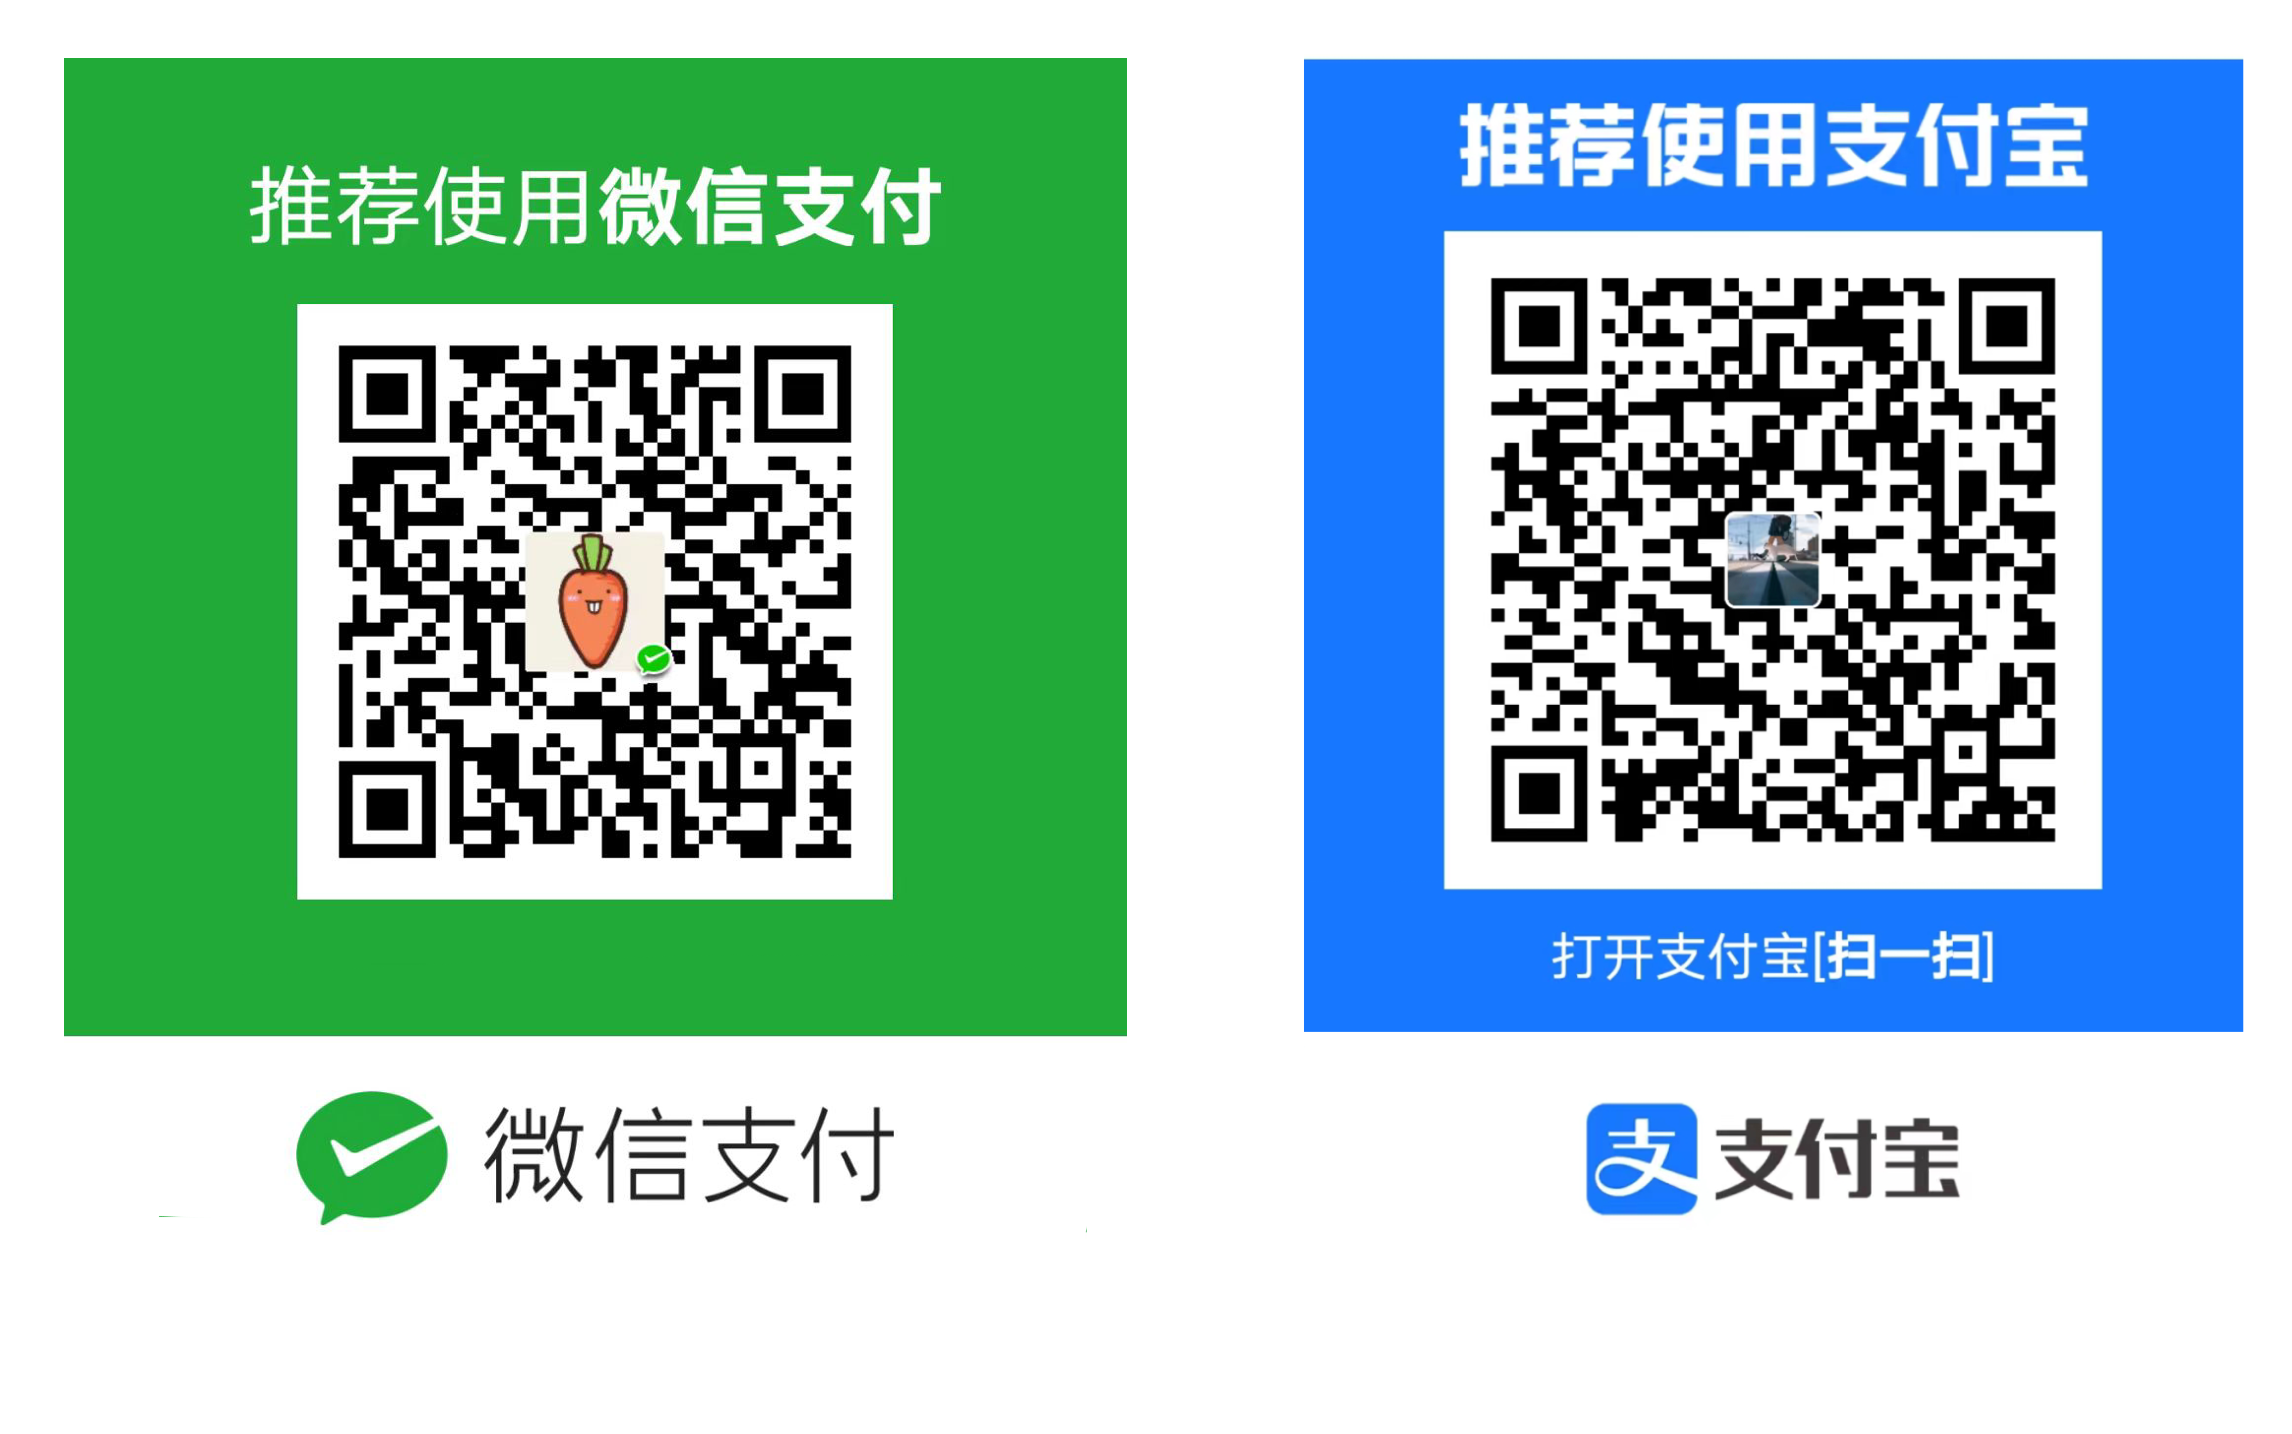 推荐使用微信支付
微信支付
推荐使用支付宝
打开支付宝[扫一扫]
支 支付宝